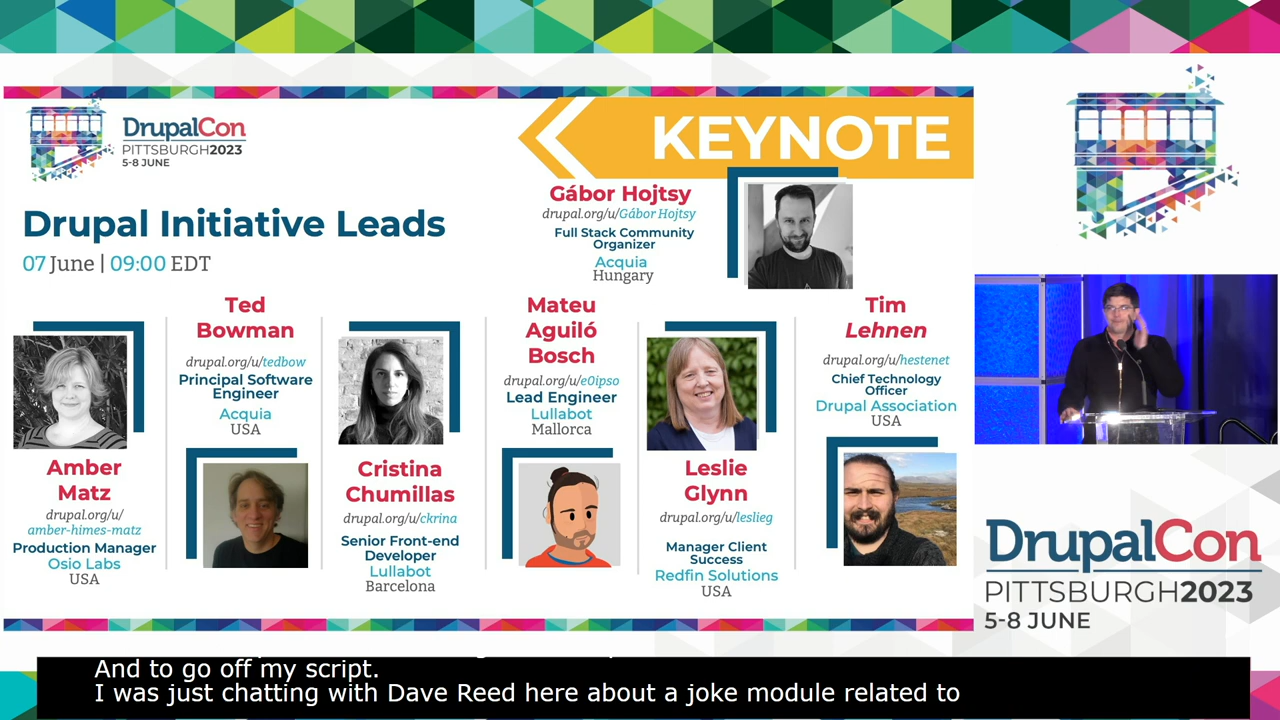 DrupalCon
PITTSBURGH2023
5-8 JUNE
KEYNOTE
Drupal Initiative Leads
07 June | 09:00 EDT
Gábor Hojtsy
drupal.org/u/Gábor Hojtsy
Full Stack Community
Organizer
Acquia
Hungary
Amber
Matz
drupal.org/u/
amber-himes-matz
Production Manager
Osio Labs
USA
Ted
Bowman
drupal.org/u/tedbow
Principal Software
Engineer
Acquia
USA
Cristina
Chumillas
drupal.org/u/ckrina
Senior Front-end
Developer
Lullabot
Barcelona
Mateu
Aguiló
Bosch
drupal.org/u/e0ipso
Lead Engineer
Lullabot
Mallorca
Leslie
Glynn
drupal.org/u/leslieg
Manager Client
Success
Redfin Solutions
USA
Tim
Lehnen
drupal.org/u/hestenet
Chief Technology
Officer
Drupal Association
USA
DrupalCon
PITTSBURGH2023
5-8 JUNE
And to go off my script.
I was just chatting with Dave Reed here about a joke module related to